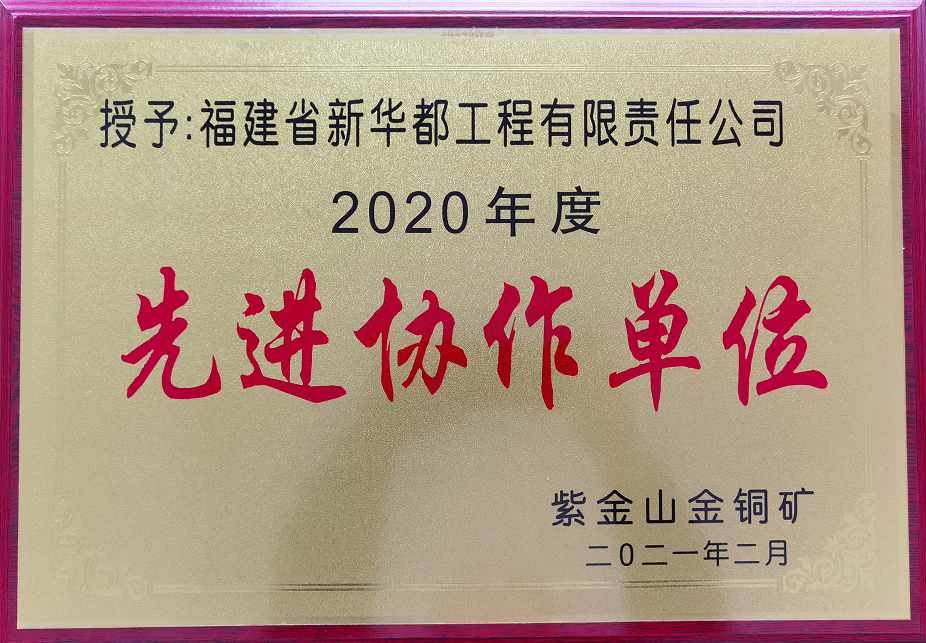 授予:福建省新华都工程有限责任公司
2020年度
先进协作单位
紫金山金铜矿
二0二一年二月